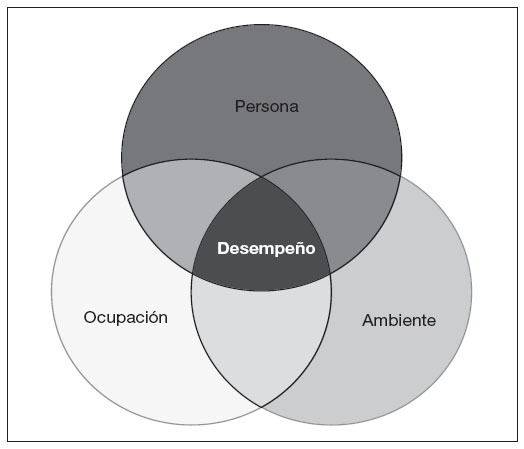 Persona
Desempeño
Ocupación
Ambiente